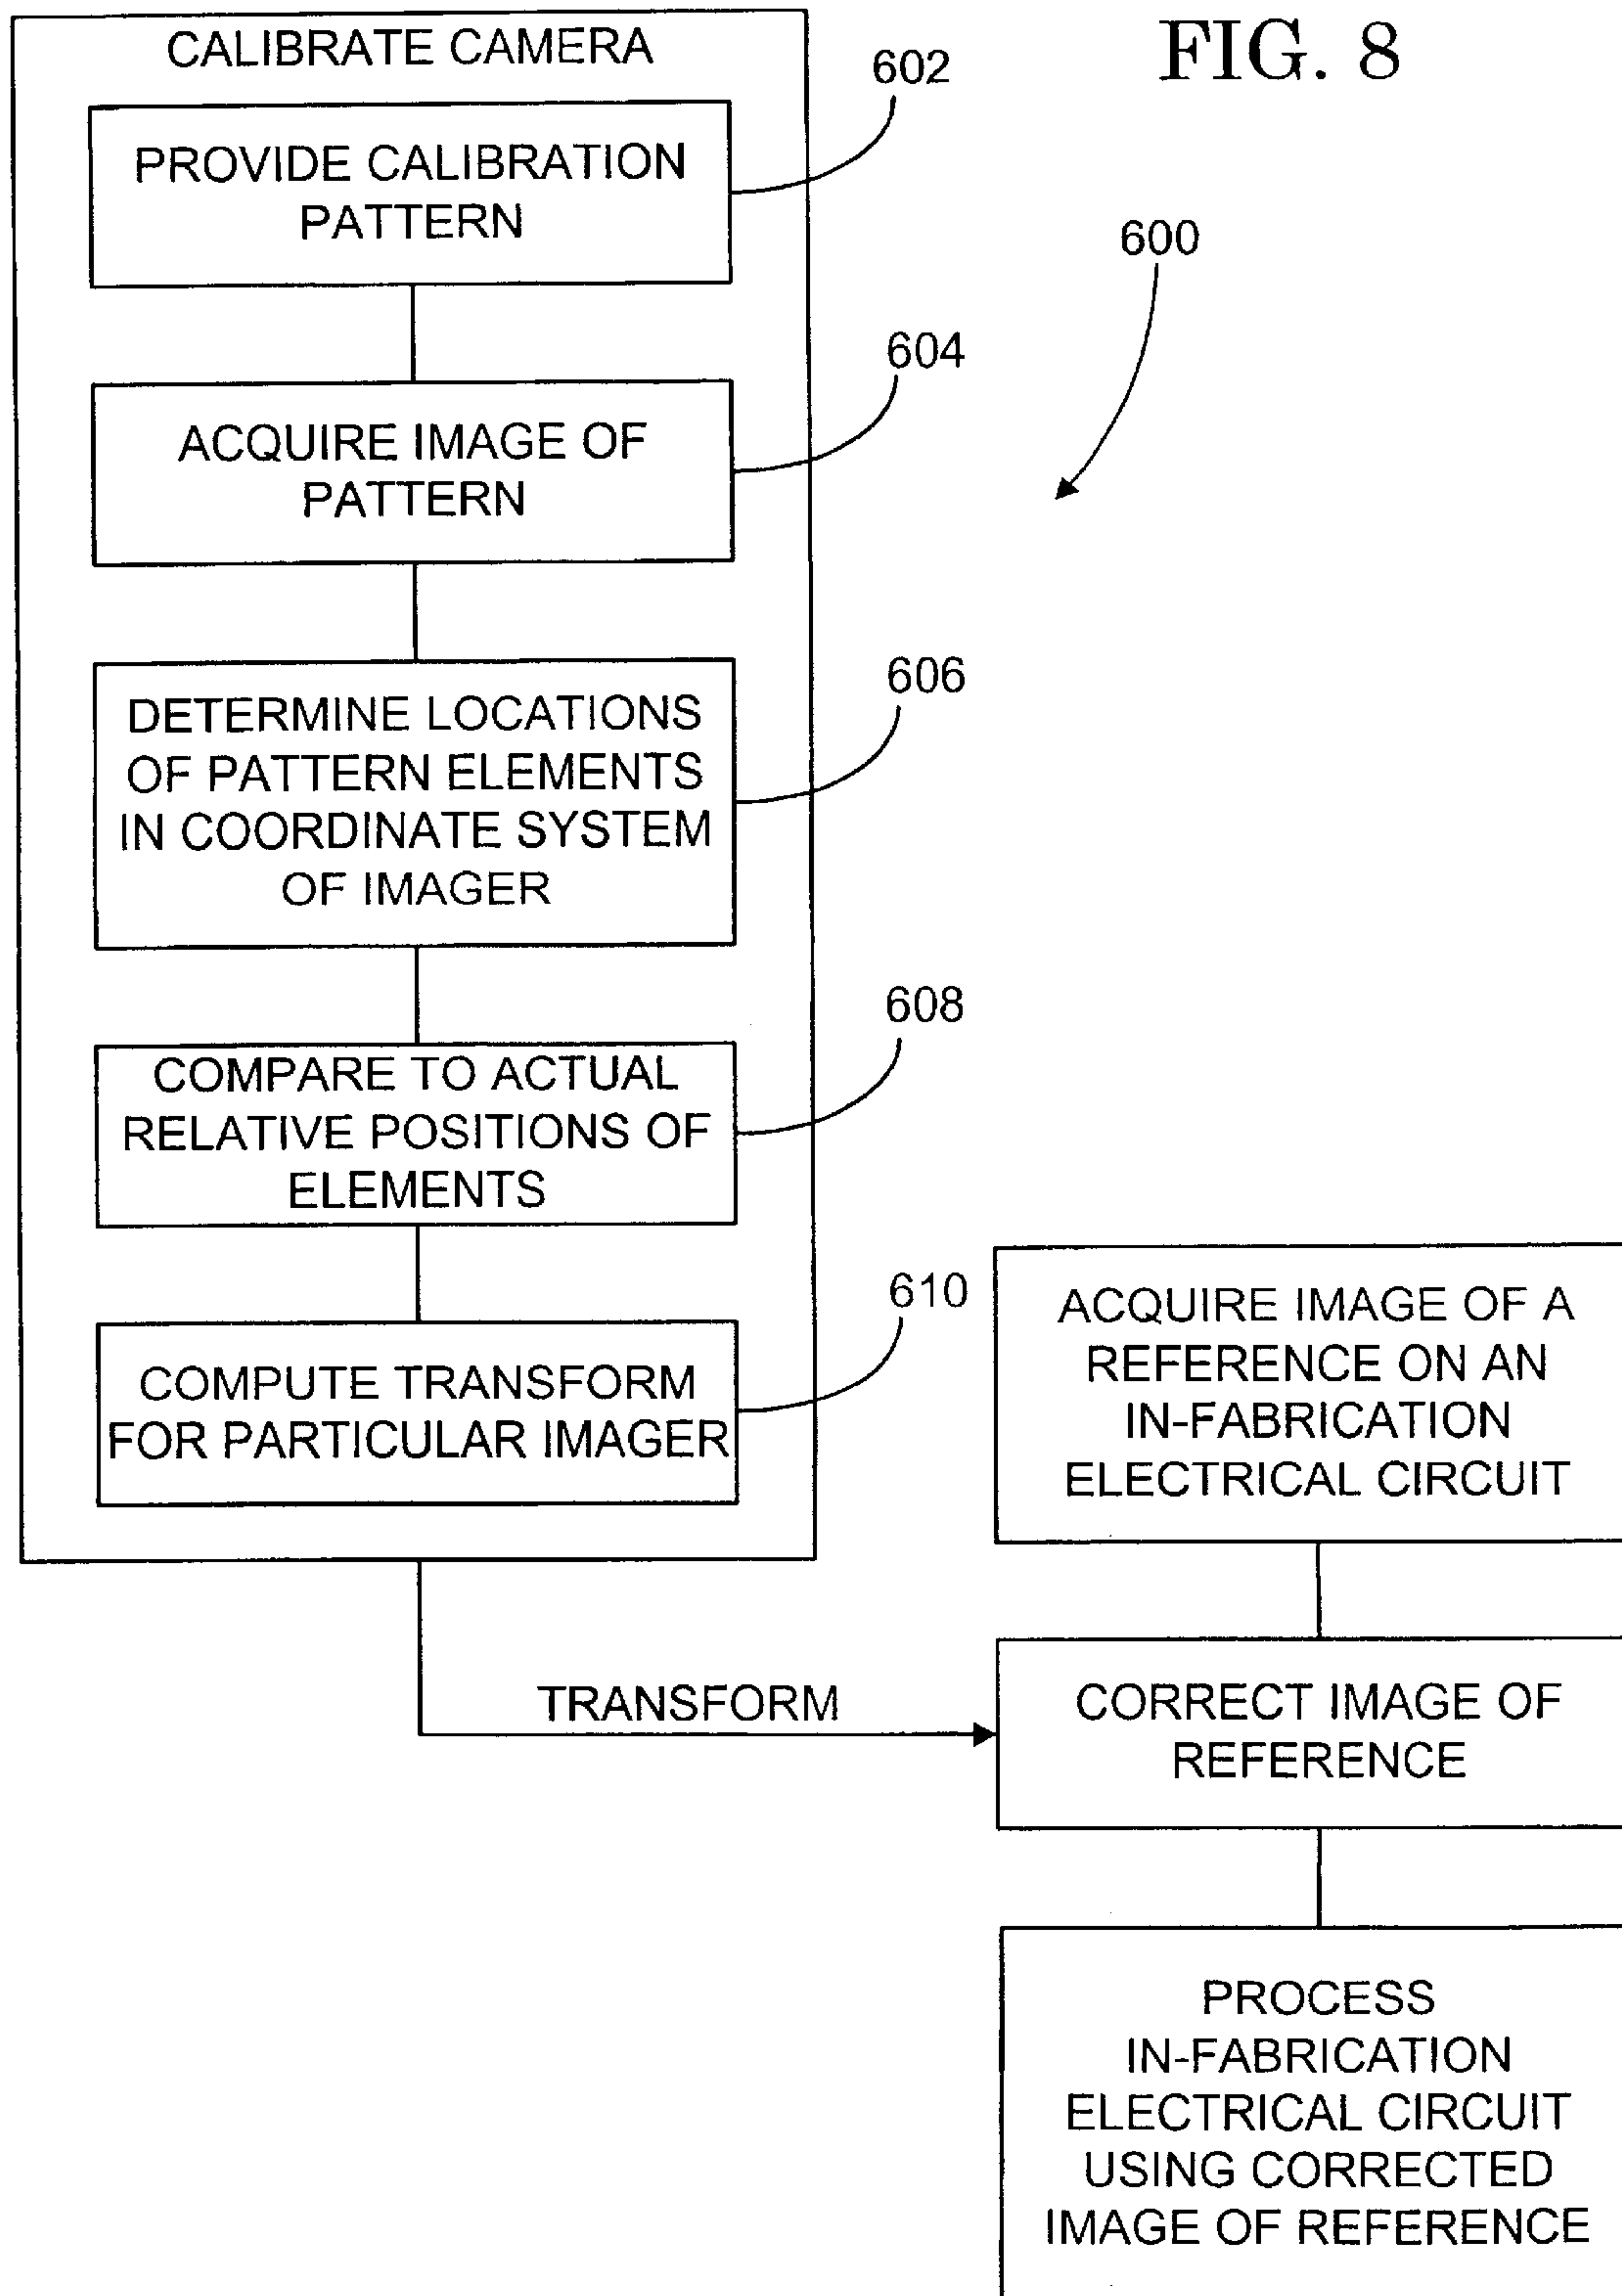 FIG. 8
CALIBRATE CAMERA
602
PROVIDE CALIBRATION
PATTERN
600
604
ACQUIRE IMAGE OF
PATTERN
606
DETERMINE LOCATIONS
OF PATTERN ELEMENTS
IN COORDINATE SYSTEM
OF IMAGER
608
COMPARE TO ACTUAL
RELATIVE POSITIONS OF
ELEMENTS
610
COMPUTE TRANSFORM
FOR PARTICULAR IMAGER
ACQUIRE IMAGE OF A
REFERENCE ON AN
IN-FABRICATION
ELECTRICAL CIRCUIT
TRANSFORM
CORRECT IMAGE OF
REFERENCE
PROCESS
IN-FABRICATION
ELECTRICAL CIRCUIT
USING CORRECTED
IMAGE OF REFERENCE